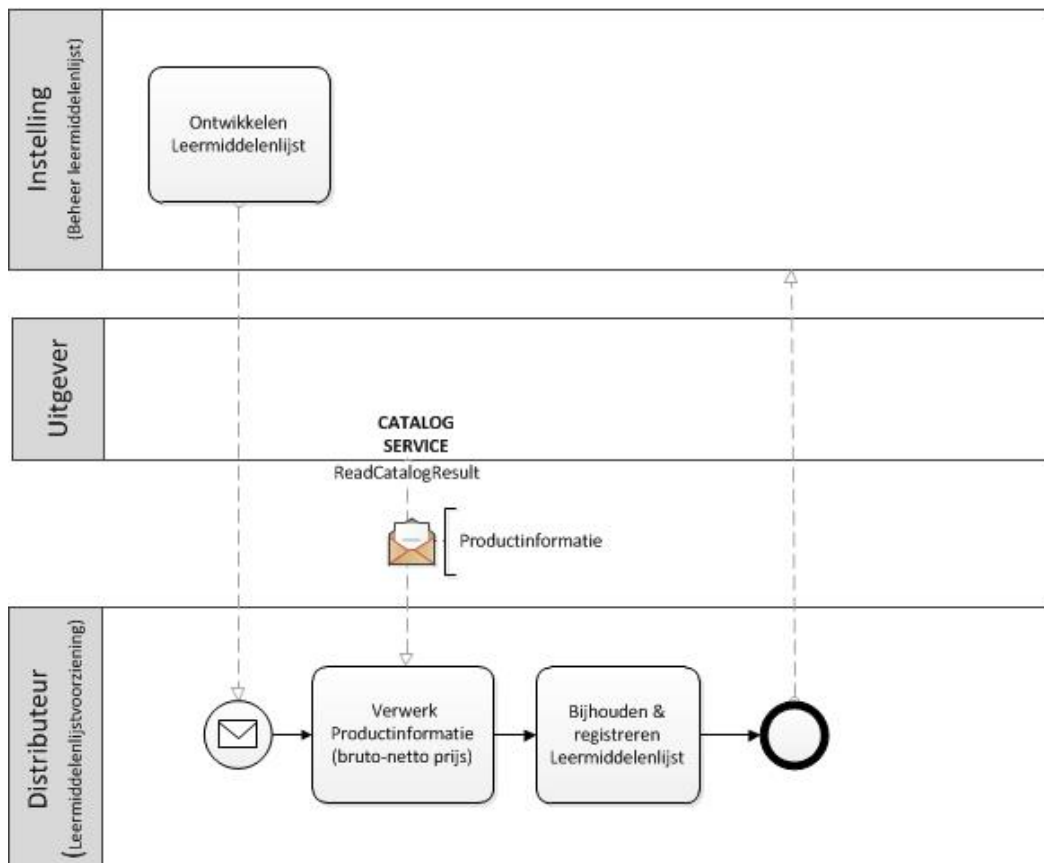 Instelling
(Beheer leermiddelenlijst)
Ontwikkelen
Leermiddelenlijst
Uitgever
CATALOG
SERVICE
ReadCatalogResult
Productinformatie
Distributeur
(Leermiddelenlijstvoorziening)
Verwerk
Productinformatie
(bruto-netto prijs)
Bijhouden &
registreren
Leermiddelenlijst